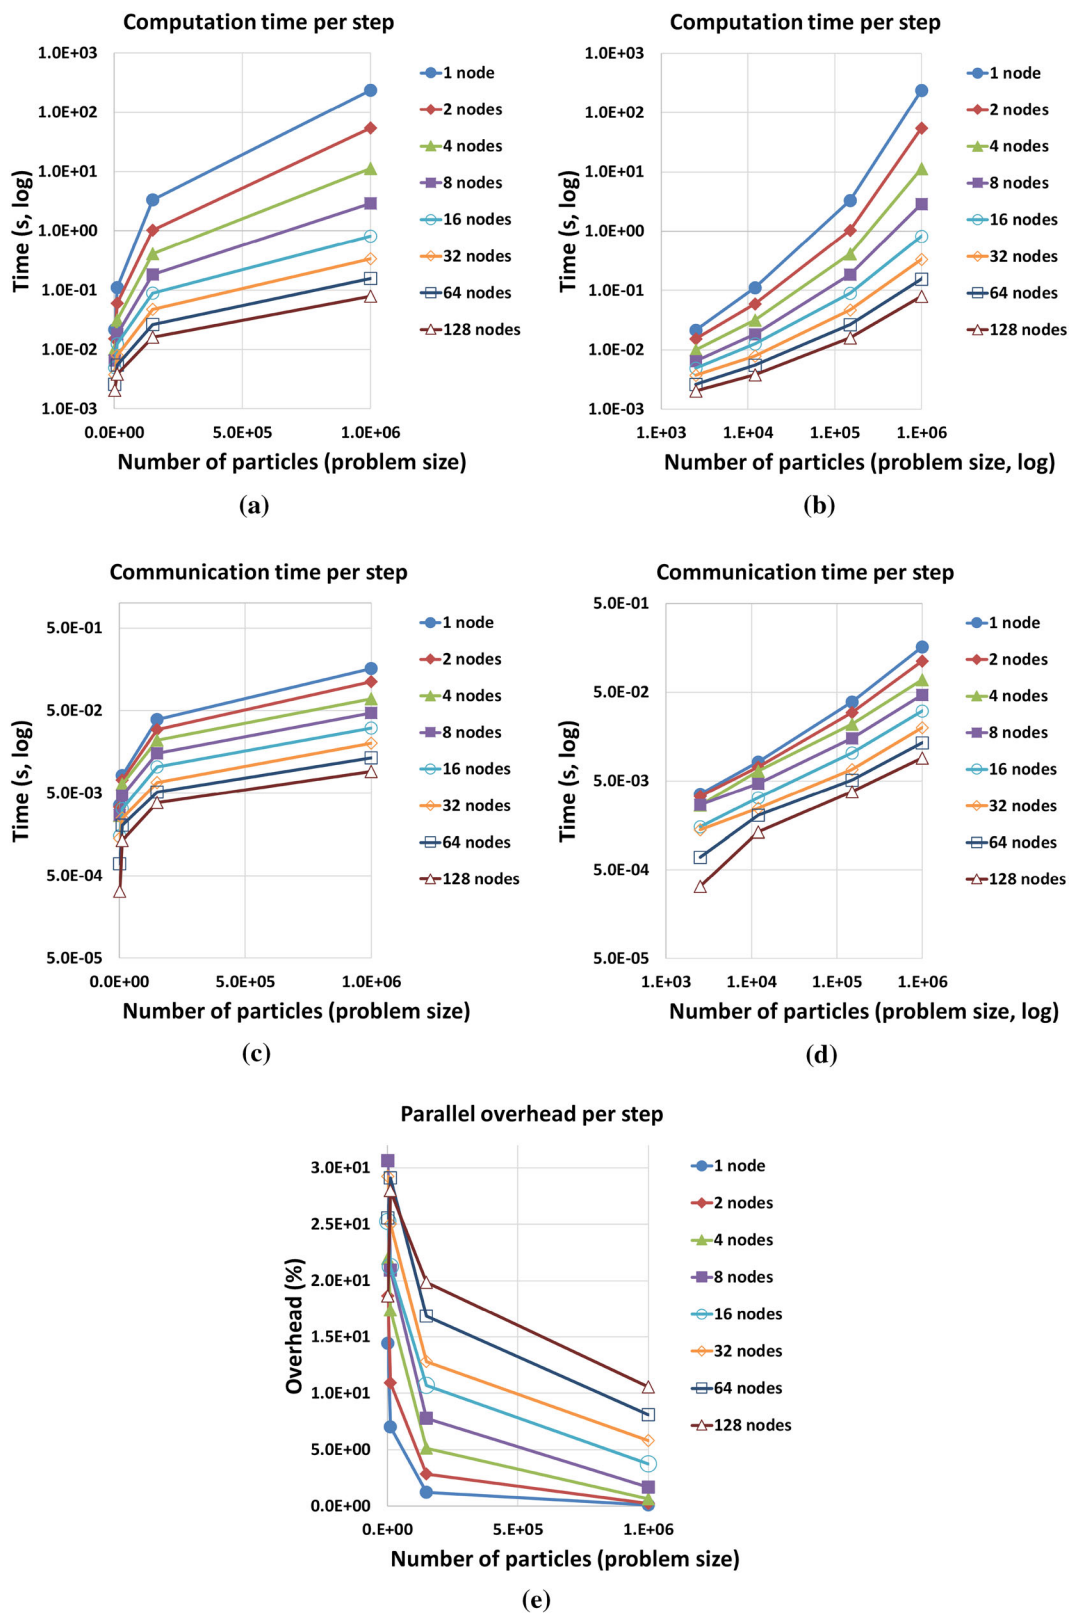 Computation time per step
1.0E+03
1.0E+02
1.0E+01
1.0E+00
1.0E-01
1.0E-02
1.0E-03
Time (s, log)
0.0E+00 5.0E+05 1.0E+06
Number of particles (problem size)
1 node
2 nodes
4 nodes
8 nodes
16 nodes
32 nodes
64 nodes
128 nodes
(a)
Computation time per step
1.0E+03
1.0E+02
1.0E+01
1.0E+00
1.0E-01
1.0E-02
1.0E-03
Time (s, log)
1.E+03 1.E+04 1.E+05 1.E+06
Number of particles (problem size, log)
1 node
2 nodes
4 nodes
8 nodes
16 nodes
32 nodes
64 nodes
128 nodes
(b)
Communication time per step
5.0E-01
5.0E-02
5.0E-03
5.0E-04
5.0E-05
Time (s, log)
0.0E+00 5.0E+05 1.0E+06
Number of particles (problem size)
1 node
2 nodes
4 nodes
8 nodes
16 nodes
32 nodes
64 nodes
128 nodes
(c)
Communication time per step
5.0E-01
5.0E-02
5.0E-03
5.0E-04
5.0E-05
Time (s, log)
1.E+03 1.E+04 1.E+05 1.E+06
Number of particles (problem size, log)
1 node
2 nodes
4 nodes
8 nodes
16 nodes
32 nodes
64 nodes
128 nodes
(d)
Parallel overhead per step
3.0E+01
2.5E+01
2.0E+01
1.5E+01
1.0E+01
5.0E+00
0.0E+00
Overhead (%)
0.E+00 5.E+05 1.E+06
Number of particles (problem size)
1 node
2 nodes
4 nodes
8 nodes
16 nodes
32 nodes
64 nodes
128 nodes
(e)